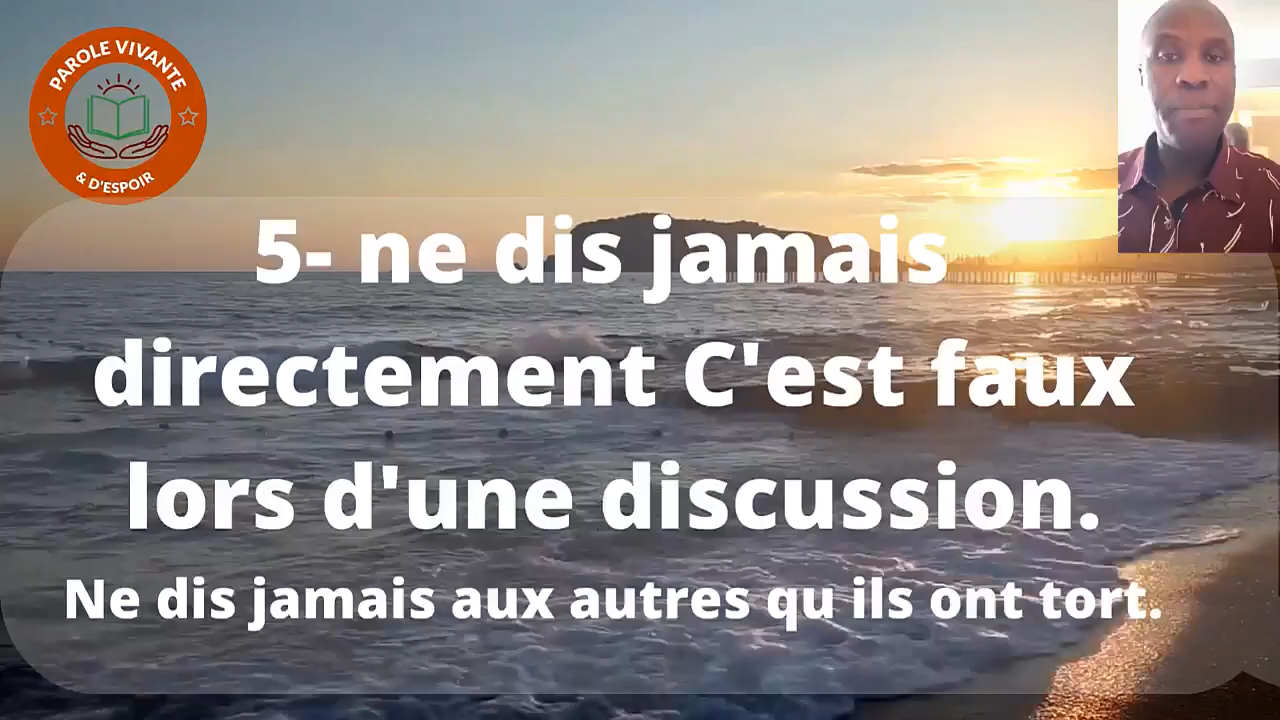 PAROLE VIVANTE
& D'ESPOIR
5- ne dis jamais
directement C'est faux
lors d'une discussion.
Ne dis jamais aux autres qu ils ont tort.